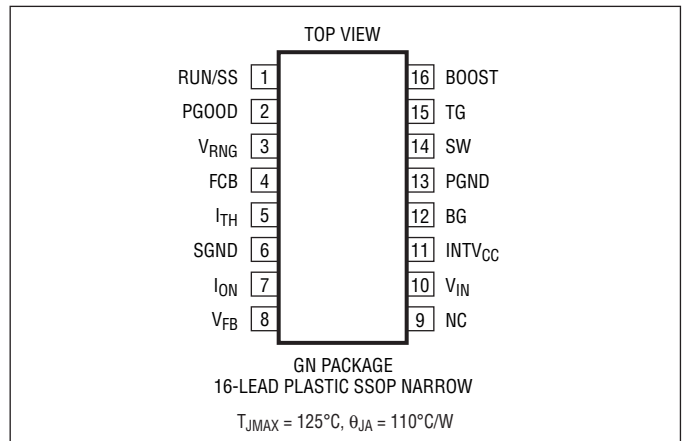 TOP VIEW
RUN/SS 1 16 BOOST
PGOOD 2 15 TG
VRNG 3 14 SW
FCB 4 13 PGND
ITH 5 12 BG
SGND 6 11 INTVCC
ION 7 10 VIN
VFB 8 9 NC
GN PACKAGE
16-LEAD PLASTIC SSOP NARROW
TJMAX = 125°C, θJA = 110°C/W